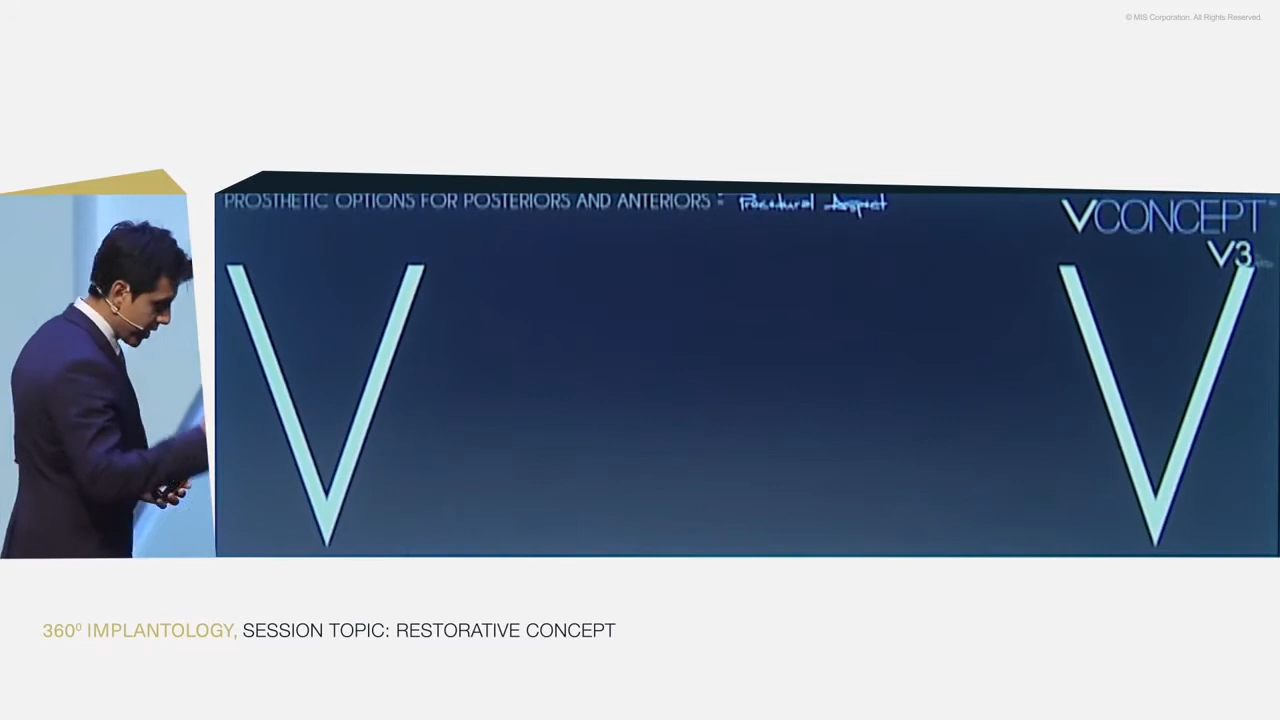 © MIS Corporation. All Rights Reserved.
PROSTHETIC OPTIONS FOR POSTERIORS AND ANTERIORS - Procedural Aspect
VCONCEPT
V3
V V
360º IMPLANTOLOGY, SESSION TOPIC: RESTORATIVE CONCEPT